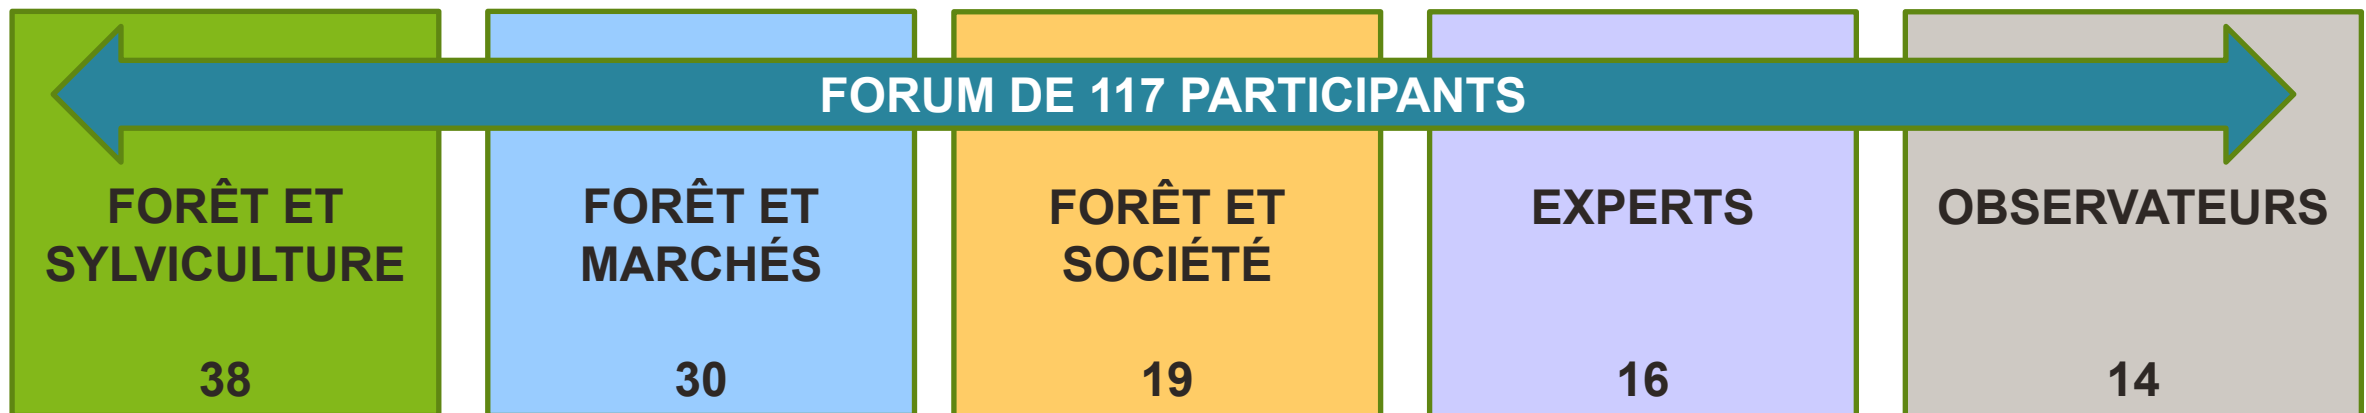 FORUM DE 117 PARTICIPANTS
FORÊT ET
SYLVICULTURE
38
FORÊT ET
MARCHÉS
30
FORÊT ET
SOCIÉTÉ
19
EXPERTS
16
OBSERVATEURS
14